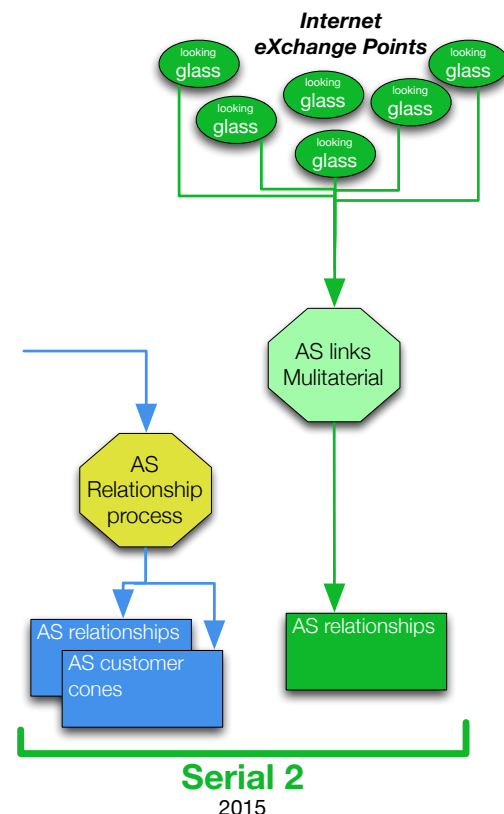 Internet
eXchange Points
looking
glass
looking
glass
looking
glass
looking
glass
looking
glass
looking
glass
AS links
Mulitaterial
AS
Relationship
process
AS relationships
AS customer
cones
AS relationships
Serial 2
2015